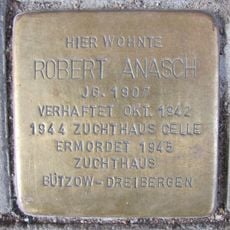 HIER WOHNTE
ROBERT ANASCH
JG. 1907
VERHAFTET OKT. 1942
1944 ZUCHTHAUS CELLE
ERMORDET 1945
ZUCHTHAUS
BÜTZOW-DREIBERGEN